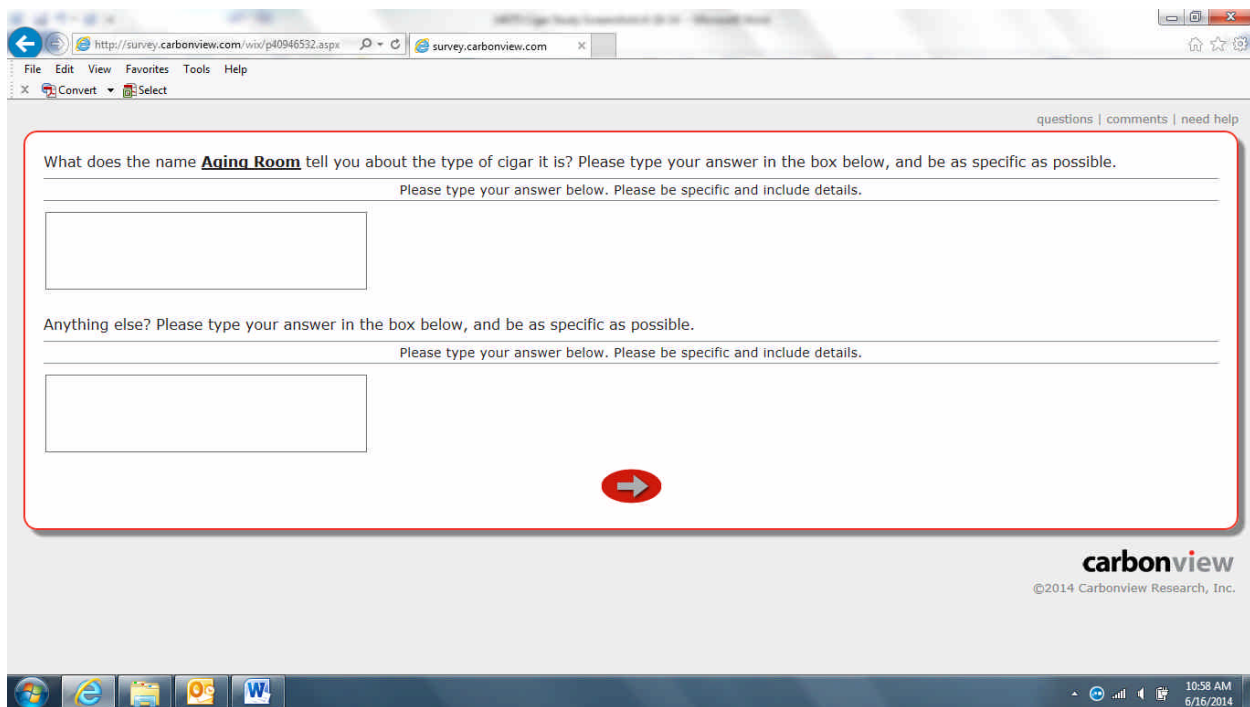 http://survey.carbonview.com/wix/p40946532.aspx
survey.carbonview.com
File Edit View Favorites Tools Help
Convert Select
questions | comments | need help
What does the name Aging Room tell you about the type of cigar it is? Please type your answer in the box below, and be as specific as possible.
Please type your answer below. Please be specific and include details.
Anything else? Please type your answer in the box below, and be as specific as possible.
Please type your answer below. Please be specific and include details.
carbonview
©2014 Carbonview Research, Inc.
10:58 AM
6/16/2014